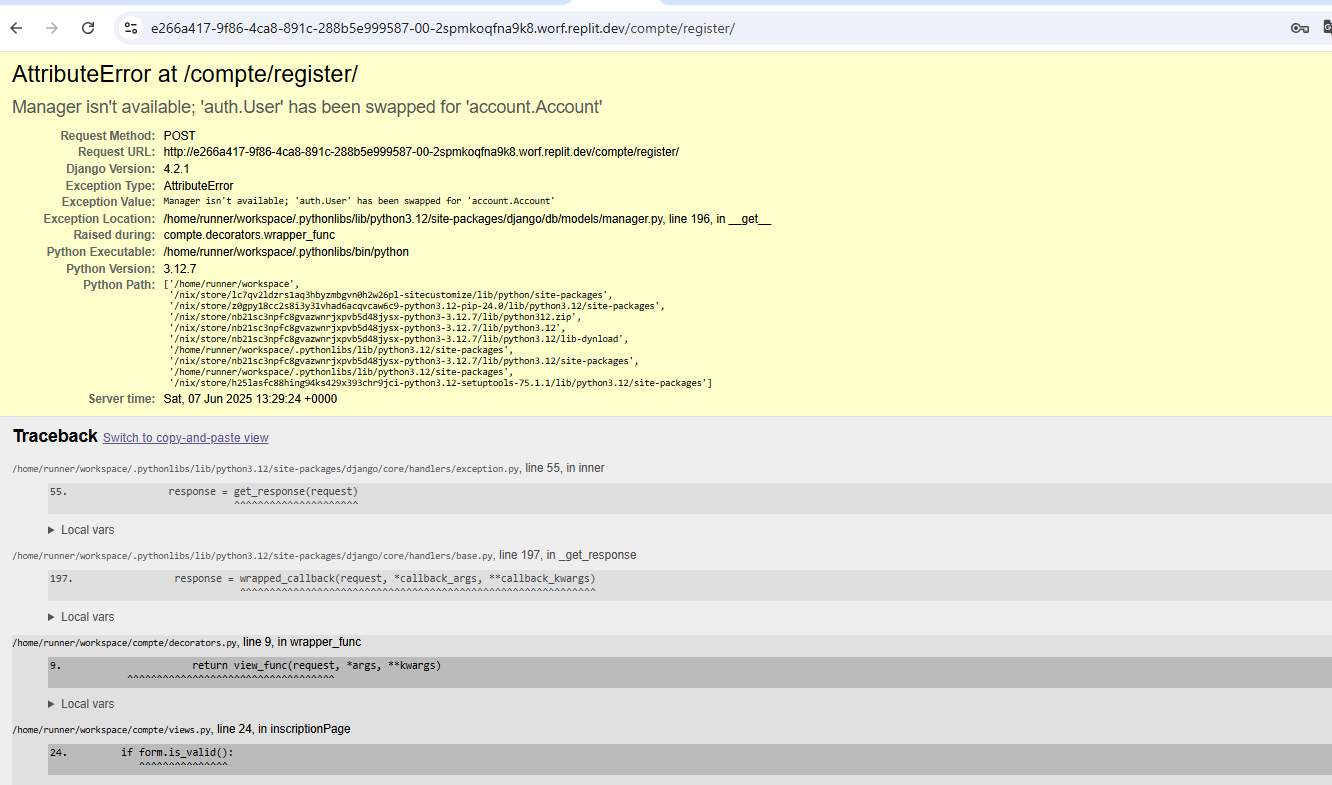 e266a417-9f86-4ca8-891c-288b5e999587-00-2spmkoqfna9k8.worf.replit.dev/compte/register/
AttributeError at /compte/register/
Manager isn't available; 'auth.User' has been swapped for 'account.Account'
Request Method: POST
Request URL: http://e266a417-9f86-4ca8-891c-288b5e999587-00-2spmkoqfna9k8.worf.replit.dev/compte/register/
Django Version: 4.2.1
Exception Type: AttributeError
Exception Value: Manager isn't available; 'auth.User' has been swapped for 'account.Account'
Exception Location: /home/runner/workspace/.pythonlibs/lib/python3.12/site-packages/django/db/models/manager.py, line 196, in __get__
Raised during: compte.decorators.wrapper_func
Python Executable: /home/runner/workspace/.pythonlibs/bin/python
Python Version: 3.12.7
Python Path: ['/home/runner/workspace',
'/nix/store/lc7qv2ldzrs1aq3hbyzmbgvn0h2w26pl-sitecustomize/lib/python/site-packages',
'/nix/store/z0gpy18cc2s8i3y31vhad6acqvcaw6c9-python3.12-pip-24.0/lib/python3.12/site-packages',
'/nix/store/nb21sc3npfc8gvazwnrjxpvb5d48jysx-python3-3.12.7/lib/python312.zip',
'/nix/store/nb21sc3npfc8gvazwnrjxpvb5d48jysx-python3-3.12.7/lib/python3.12',
'/nix/store/nb21sc3npfc8gvazwnrjxpvb5d48jysx-python3-3.12.7/lib/python3.12/lib-dynload',
'/home/runner/workspace/.pythonlibs/lib/python3.12/site-packages',
'/nix/store/nb21sc3npfc8gvazwnrjxpvb5d48jysx-python3-3.12.7/lib/python3.12/site-packages',
'/home/runner/workspace/.pythonlibs/lib/python3.12/site-packages',
'/nix/store/h25lasfc88hing94ks429x393chr9jci-python3.12-setuptools-75.1.1/lib/python3.12/site-packages']
Server time: Sat, 07 Jun 2025 13:29:24 +0000
Traceback Switch to copy-and-paste view
/home/runner/workspace/.pythonlibs/lib/python3.12/site-packages/django/core/handlers/exception.py, line 55, in inner
55. response = get_response(request)
^^^^^^^^^^^^^^^^^^^^^
Local vars
/home/runner/workspace/.pythonlibs/lib/python3.12/site-packages/django/core/handlers/base.py, line 197, in _get_response
197. response = wrapped_callback(request, *callback_args, **callback_kwargs)
^^^^^^^^^^^^^^^^^^^^^^^^^^^^^^^^^^^^^^^^^^^^^^^^^^^^^^^^^^^^
Local vars
/home/runner/workspace/compte/decorators.py, line 9, in wrapper_func
9. return view_func(request, *args, **kwargs)
^^^^^^^^^^^^^^^^^^^^^^^^^^^^^^^^^^^
Local vars
/home/runner/workspace/compte/views.py, line 24, in inscriptionPage
24. if form.is_valid():
^^^^^^^^^^^^^^^